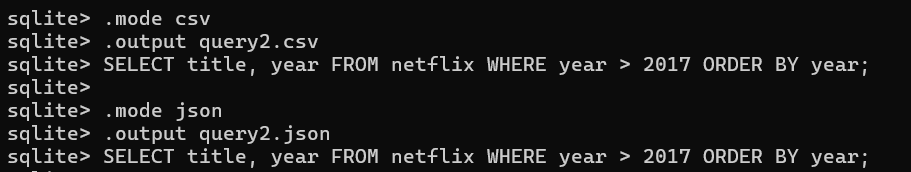 sqlite> .mode csv
sqlite> .output query2.csv
sqlite> SELECT title, year FROM netflix WHERE year > 2017 ORDER BY year;
sqlite>
sqlite> .mode json
sqlite> .output query2.json
sqlite> SELECT title, year FROM netflix WHERE year > 2017 ORDER BY year;